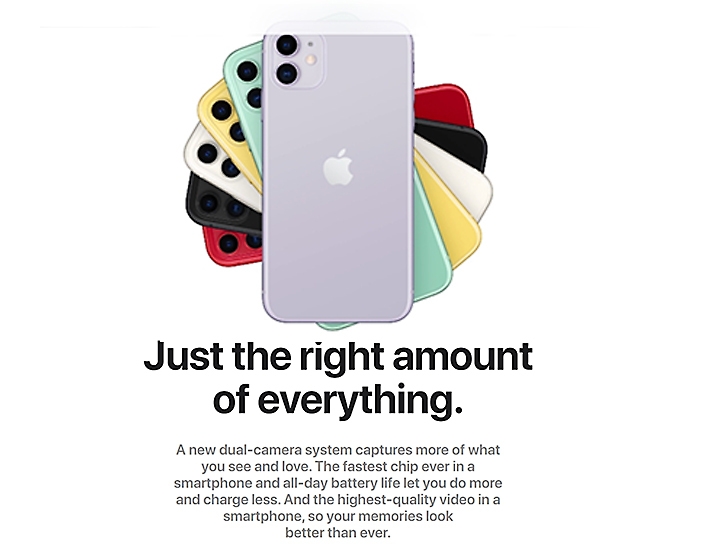 Just the right amount
of everything.
A new dual-camera system captures more of what
you see and love. The fastest chip ever in a
smartphone and all-day battery life let you do more
and charge less. And the highest-quality video in a
smartphone, so your memories look
better than ever.